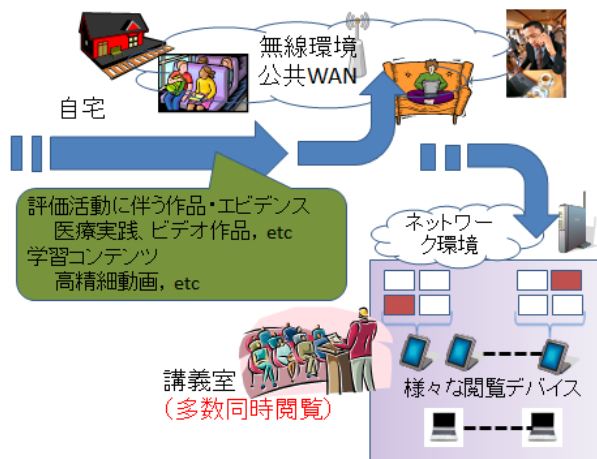 無線環境
公共WAN
自宅
評価活動に伴う作品・エビデンス
医療実践、ビデオ作品, etc
学習コンテンツ
高精細動画, etc
ネットワー
ク環境
講義室
(多数同時閲覧)
様々な閲覧デバイス